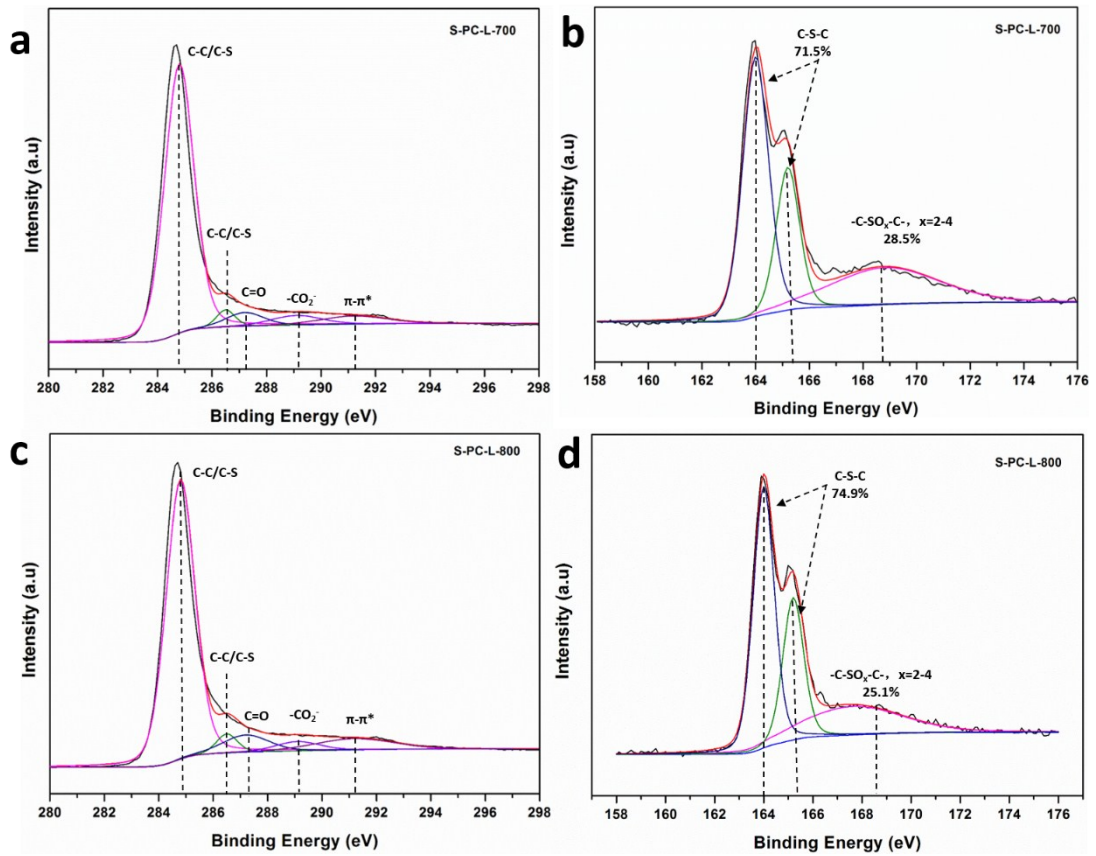 a
S-PC-L-700
C-C/C-S
C-C/C-S
C=O
-CO₂⁻
π-π*
Intensity (a.u)
280 282 284 286 288 290 292 294 296 298
Binding Energy (eV)
b
S-PC-L-700
C-S-C
71.5%
-C-SOₓ-C-, x=2-4
28.5%
Intensity (a.u)
158 160 162 164 166 168 170 172 174 176
Binding Energy (eV)
c
S-PC-L-800
C-C/C-S
C-C/C-S
C=O
-CO₂⁻
π-π*
Intensity (a.u)
280 282 284 286 288 290 292 294 296 298
Binding Energy (eV)
d
S-PC-L-800
C-S-C
74.9%
-C-SOₓ-C-, x=2-4
25.1%
Intensity (a.u)
158 160 162 164 166 168 170 172 174 176
Binding Energy (eV)